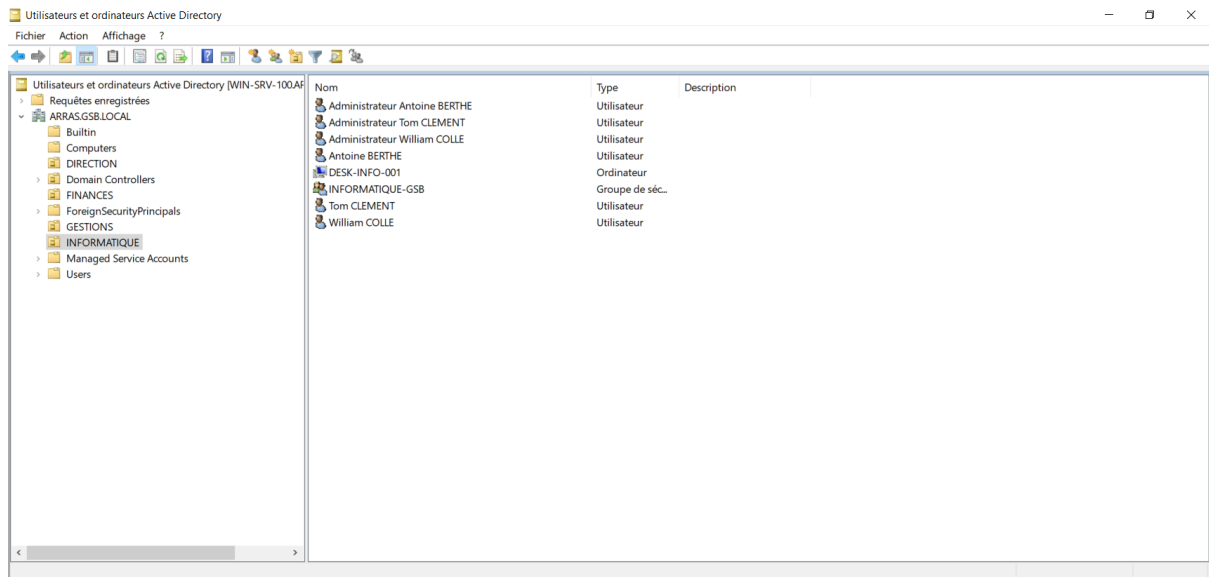 Utilisateurs et ordinateurs Active Directory
Fichier Action Affichage ?
Utilisateurs et ordinateurs Active Directory [WIN-SRV-100.AF
Requêtes enregistrées
ARRAS.GSB.LOCAL
Builtin
Computers
DIRECTION
Domain Controllers
FINANCES
ForeignSecurityPrincipals
GESTIONS
INFORMATIQUE
Managed Service Accounts
Users
Nom Type Description
Administrateur Antoine BERTHE Utilisateur
Administrateur Tom CLEMENT Utilisateur
Administrateur William COLLE Utilisateur
Antoine BERTHE Utilisateur
DESK-INFO-001 Ordinateur
INFORMATIQUE-GSB Groupe de séc...
Tom CLEMENT Utilisateur
William COLLE Utilisateur